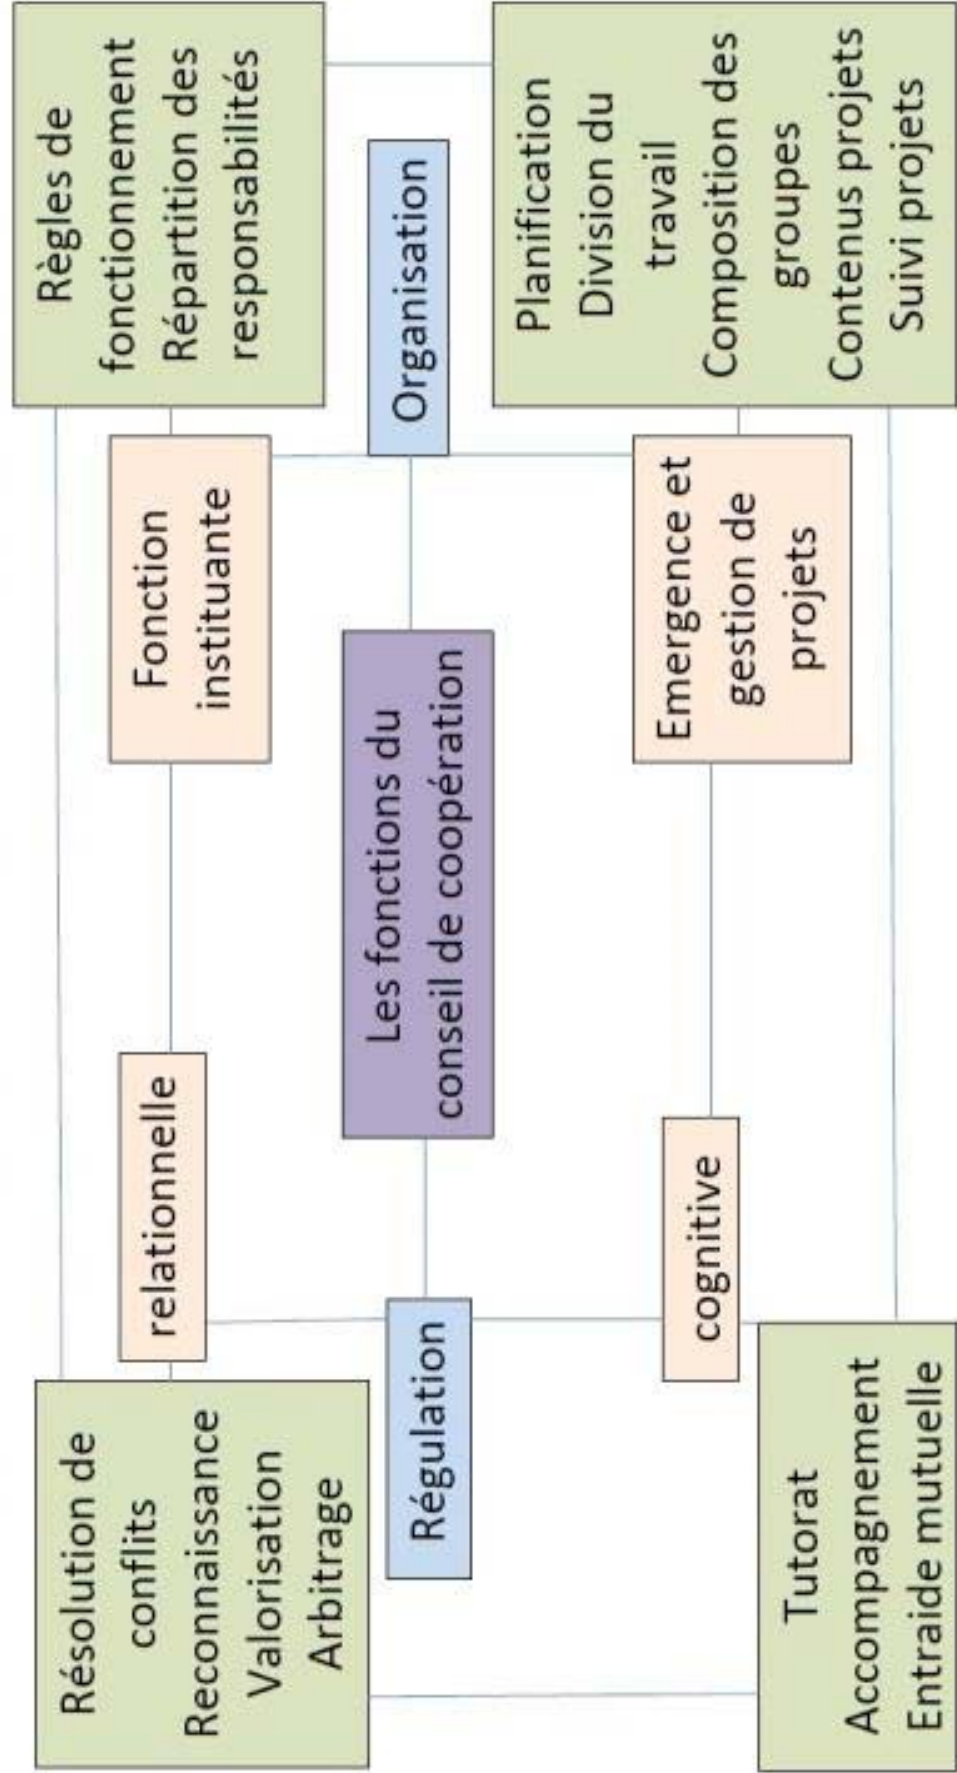 Résolution de
conflits
Reconnaissance
Valorisation
Arbitrage
relationnelle
Fonction
instituante
Règles de
fonctionnement
Répartition des
responsabilités
Régulation
Les fonctions du
conseil de coopération
Organisation
Tutorat
Accompagnement
Entraide mutuelle
cognitive
Emergence et
gestion de
projets
Planification
Division du
travail
Composition des
groupes
Contenus projets
Suivi projets